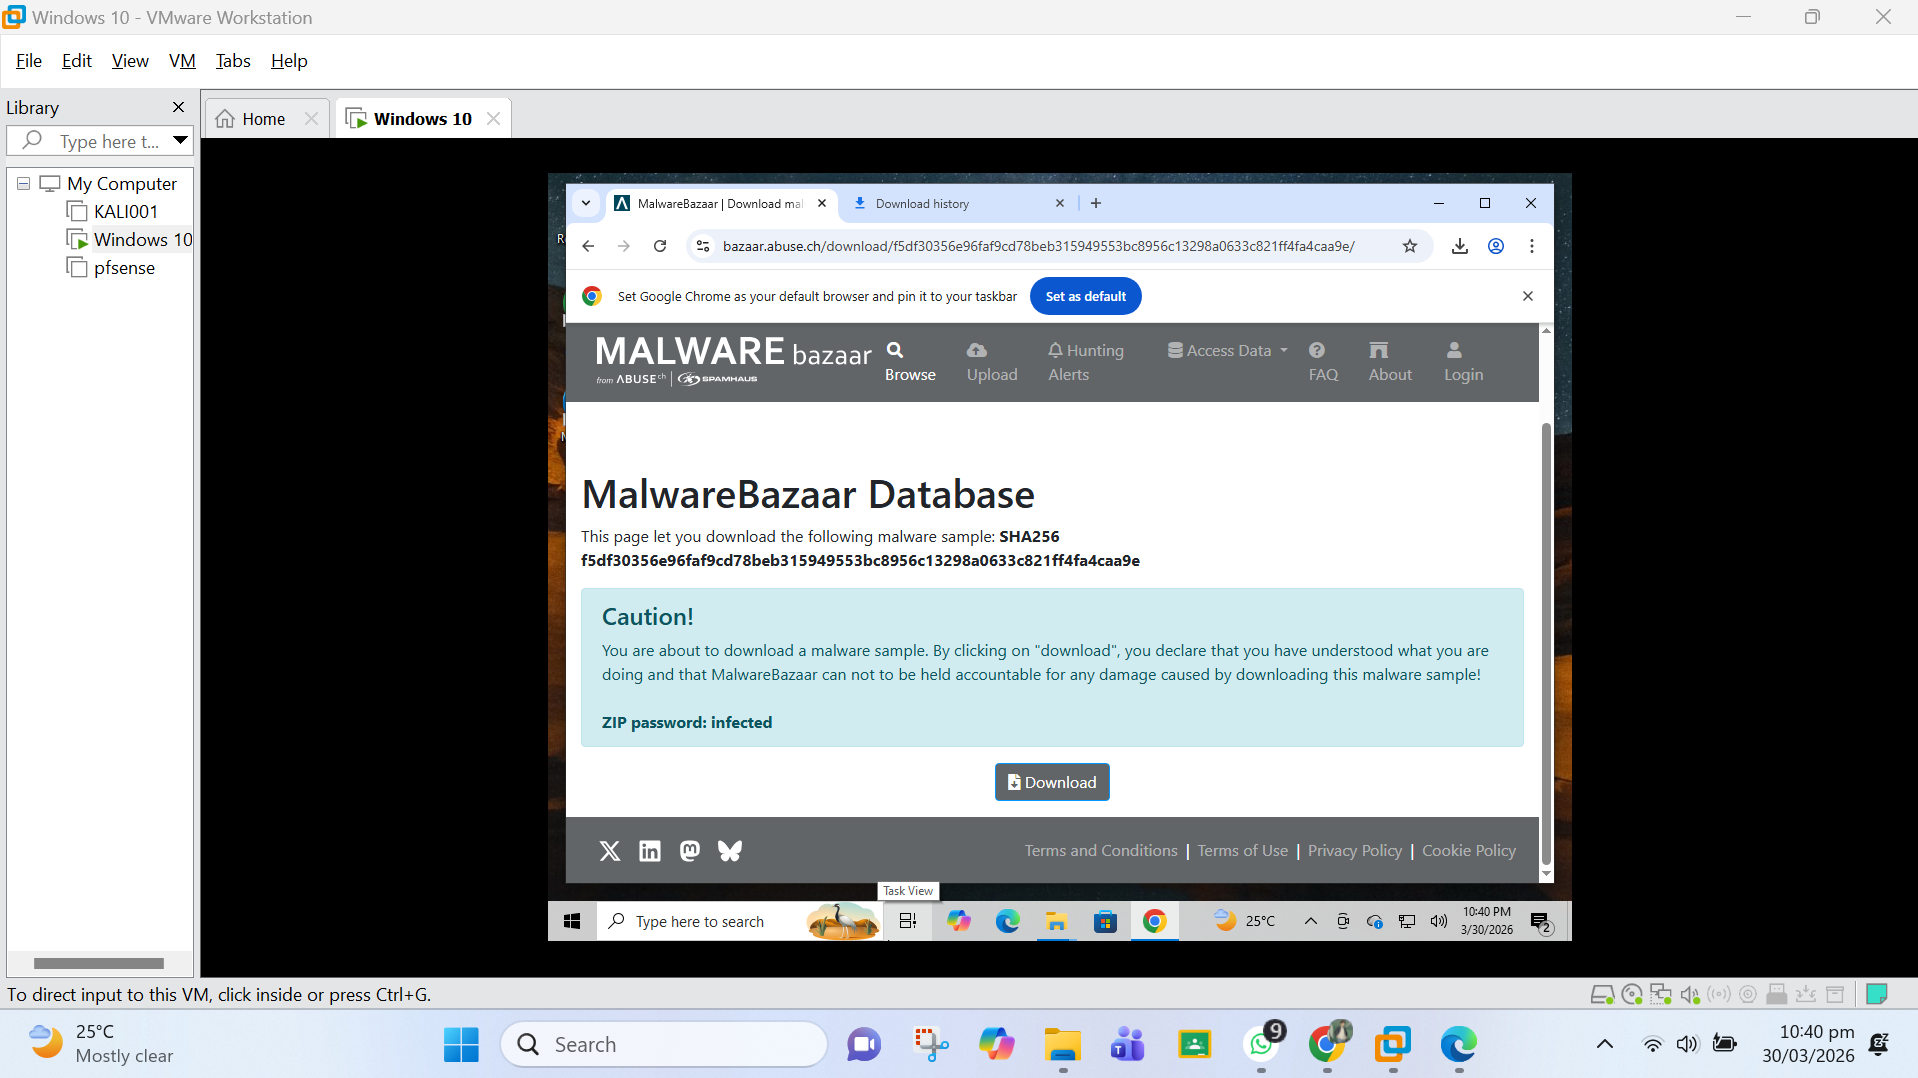 Windows 10 - VMware Workstation
File Edit View VM Tabs Help
Library
Type here t...
My Computer
KALI001
Windows 10
pfsense
Home
Windows 10
MalwareBazaar | Download mal
Download history
bazaar.abuse.ch/download/f5df30356e96faf9cd78beb315949553bc8956c13298a0633c821ff4fa4caa9e/
Set Google Chrome as your default browser and pin it to your taskbar
Set as default
MALWARE bazaar
from ABUSE ch | SPAMHAUS
Browse
Upload
Hunting
Alerts
Access Data
FAQ
About
Login
MalwareBazaar Database
This page let you download the following malware sample: SHA256
f5df30356e96faf9cd78beb315949553bc8956c13298a0633c821ff4fa4caa9e
Caution!
You are about to download a malware sample. By clicking on "download", you declare that you have understood what you are
doing and that MalwareBazaar can not to be held accountable for any damage caused by downloading this malware sample!
ZIP password: infected
Download
Terms and Conditions | Terms of Use | Privacy Policy | Cookie Policy
Task View
Type here to search
25°C
10:40 PM
3/30/2026
2
To direct input to this VM, click inside or press Ctrl+G.
25°C
Mostly clear
Search
9
10:40 pm
30/03/2026